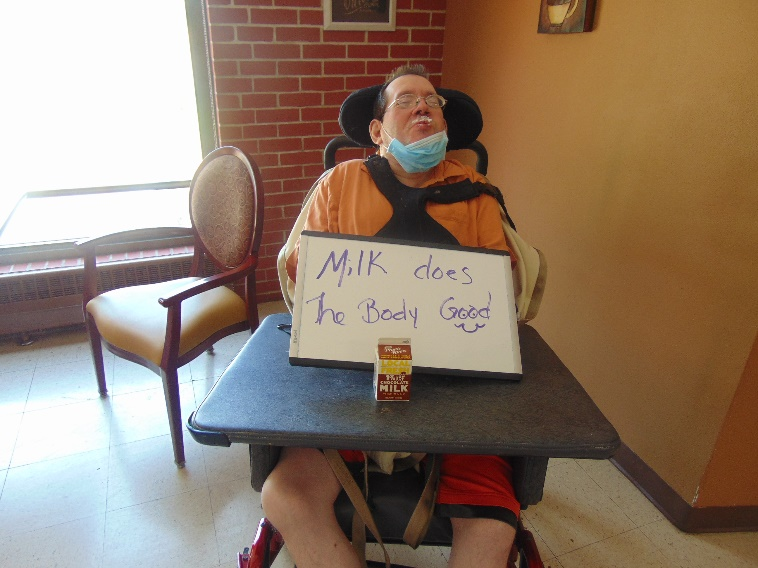 Milk does
The Body Good
CHOCOLATE
MILK